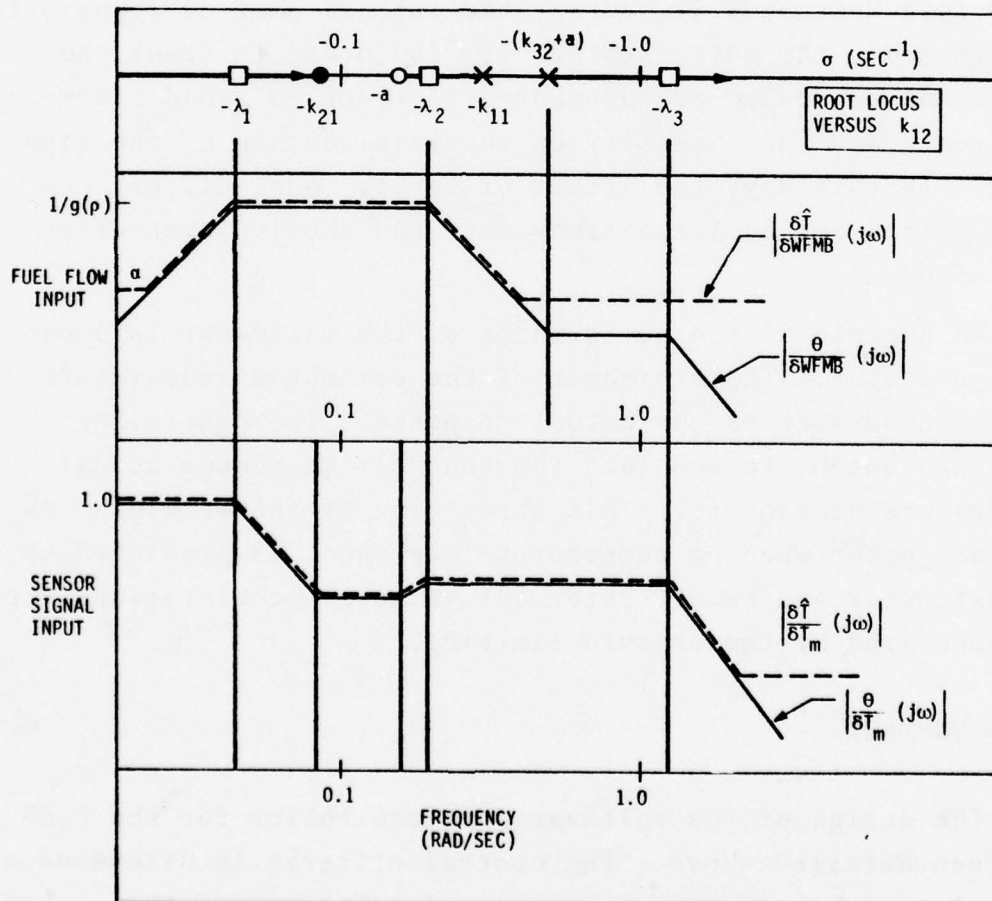 -0.1
-(k32+a)
-1.0
σ (SEC⁻¹)
-λ1
-k21
-a
-λ2
-k11
-λ3
ROOT LOCUS
VERSUS k12
1/g(ρ)
α
FUEL FLOW
INPUT
|δT̂/δWFMB (jω)|
|θ/δWFMB (jω)|
0.1
1.0
1.0
SENSOR
SIGNAL
INPUT
|δT̂/δTm (jω)|
|θ/δTm (jω)|
0.1
1.0
FREQUENCY
(RAD/SEC)